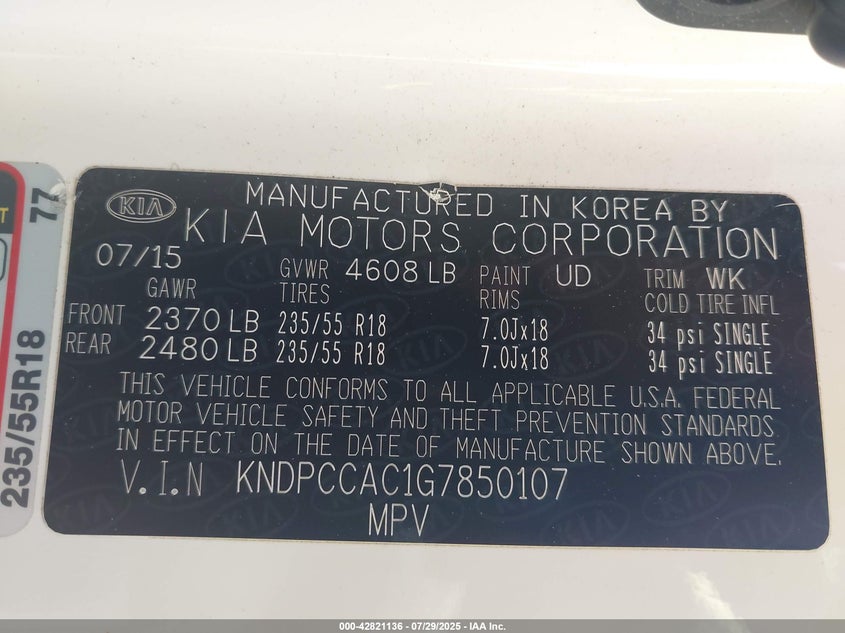 KIA
MANUFACTURED IN KOREA BY
KIA MOTORS CORPORATION
07/15 GVWR 4608 LB PAINT UD TRIM WK
GAWR TIRES RIMS COLD TIRE INFL
FRONT 2370 LB 235/55 R18 7.0Jx18 34 psi SINGLE
REAR 2480 LB 235/55 R18 7.0Jx18 34 psi SINGLE
THIS VEHICLE CONFORMS TO ALL APPLICABLE U.S.A. FEDERAL
MOTOR VEHICLE SAFETY AND THEFT PREVENTION STANDARDS
IN EFFECT ON THE DATE OF MANUFACTURE SHOWN ABOVE.
V.I.N KNDPCCAC1G7850107
MPV
235/55R18 77
000-42821136 - 07/29/2025 - IAA Inc.